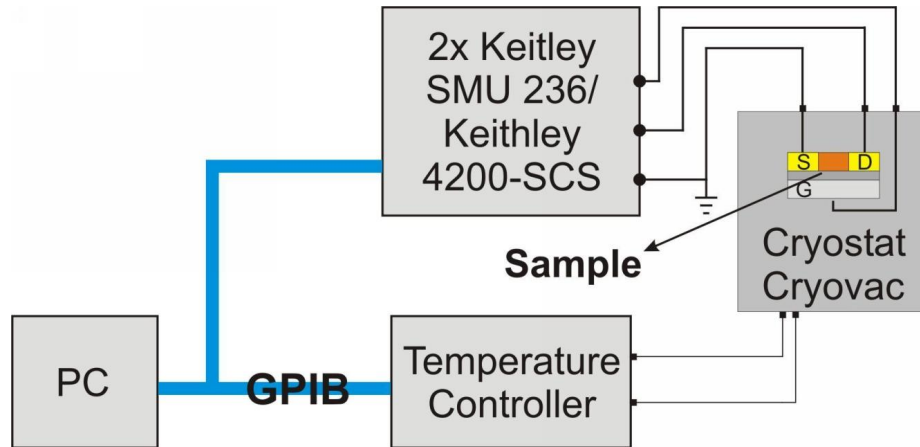 2x Keitley
SMU 236/
Keithley
4200-SCS
S
D
G
Sample
Cryostat
Cryovac
PC
GPIB
Temperature
Controller